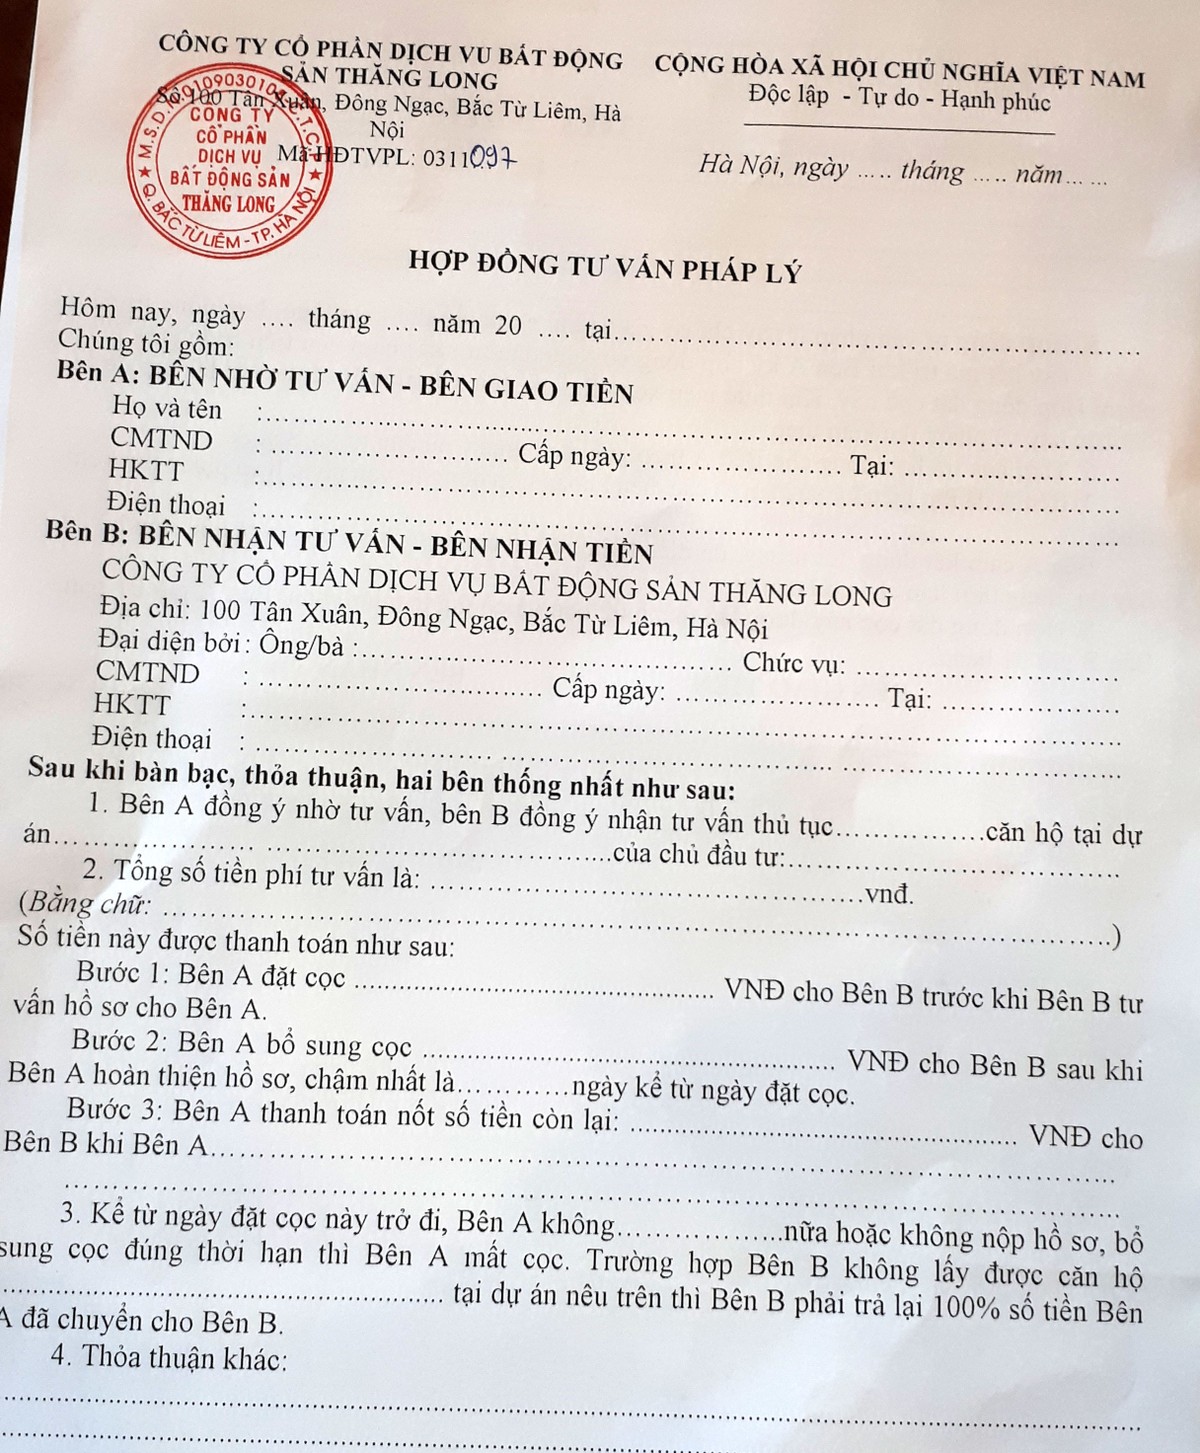 CÔNG TY CỔ PHẦN DỊCH VỤ BẤT ĐỘNG
SẢN THĂNG LONG
Số 100 Tân Xuân, Đông Ngạc, Bắc Từ Liêm, Hà
Nội
Mã HĐTVPL: 0311097
CỘNG HÒA XÃ HỘI CHỦ NGHĨA VIỆT NAM
Độc lập - Tự do - Hạnh phúc
Hà Nội, ngày ..... tháng ..... năm......
CÔNG TY
CỔ PHẦN
DỊCH VỤ
BẤT ĐỘNG SẢN
THĂNG LONG
Q. BẮC TỪ LIÊM - TP. HÀ NỘI
HỢP ĐỒNG TƯ VẤN PHÁP LÝ
Hôm nay, ngày .... tháng .... năm 20 .... tại..............................
Chúng tôi gồm:
Bên A: BÊN NHỜ TƯ VẤN - BÊN GIAO TIỀN
Họ và tên :..............................
CMTND : .................... Cấp ngày: .................... Tại: ....................
HKTT :..............................
Điện thoại :..............................
Bên B: BÊN NHẬN TƯ VẤN - BÊN NHẬN TIỀN
CÔNG TY CỔ PHẦN DỊCH VỤ BẤT ĐỘNG SẢN THĂNG LONG
Địa chỉ: 100 Tân Xuân, Đông Ngạc, Bắc Từ Liêm, Hà Nội
Đại diện bởi : Ông/bà :.............................. Chức vụ: ....................
CMTND : .................... Cấp ngày: .................... Tại: ....................
HKTT :..............................
Điện thoại : ..............................
Sau khi bàn bạc, thỏa thuận, hai bên thống nhất như sau:
1. Bên A đồng ý nhờ tư vấn, bên B đồng ý nhận tư vấn thủ tục...............căn hộ tại dự
án..............................của chủ đầu tư:..............................
2. Tổng số tiền phí tư vấn là: ..............................vnđ.
(Bằng chữ: ..............................)
Số tiền này được thanh toán như sau:
Bước 1: Bên A đặt cọc .............................. VNĐ cho Bên B trước khi Bên B tư
vấn hồ sơ cho Bên A.
Bước 2: Bên A bổ sung cọc .............................. VNĐ cho Bên B sau khi
Bên A hoàn thiện hồ sơ, chậm nhất là............ngày kể từ ngày đặt cọc.
Bước 3: Bên A thanh toán nốt số tiền còn lại: .............................. VNĐ cho
Bên B khi Bên A..............................
..............................
3. Kể từ ngày đặt cọc này trở đi, Bên A không..................nữa hoặc không nộp hồ sơ, bổ
sung cọc đúng thời hạn thì Bên A mất cọc. Trường hợp Bên B không lấy được căn hộ
.............................. tại dự án nêu trên thì Bên B phải trả lại 100% số tiền Bên
A đã chuyển cho Bên B.
4. Thỏa thuận khác:
..............................
..............................